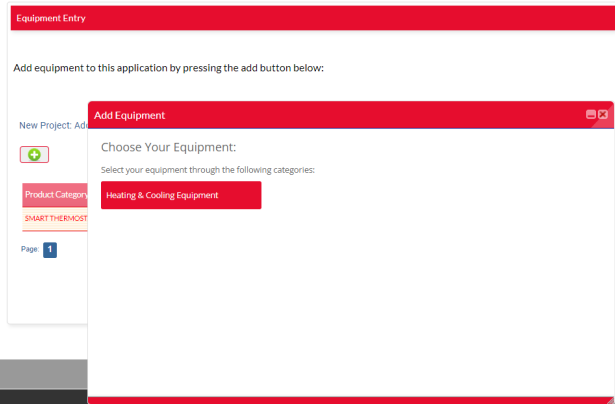 Equipment Entry
Add equipment to this application by pressing the add button below:
Add Equipment
New Project: Ad
Choose Your Equipment:
Select your equipment through the following categories:
Product Category
Heating & Cooling Equipment
SMART THERMOST
Page: 1